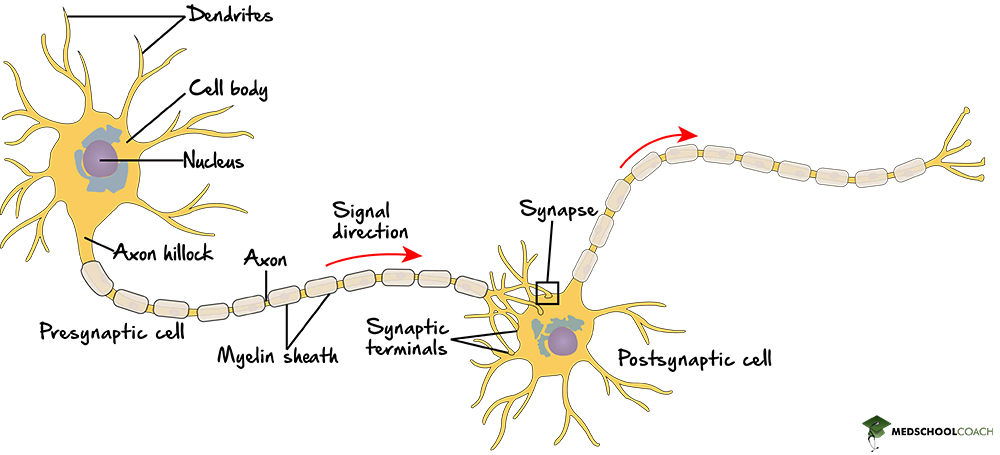 Dendrites
Cell body
Nucleus
Axon hillock
Axon
Signal
direction
Synapse
Presynaptic cell
Myelin sheath
Synaptic
terminals
Postsynaptic cell
MEDSCHOOLCOACH